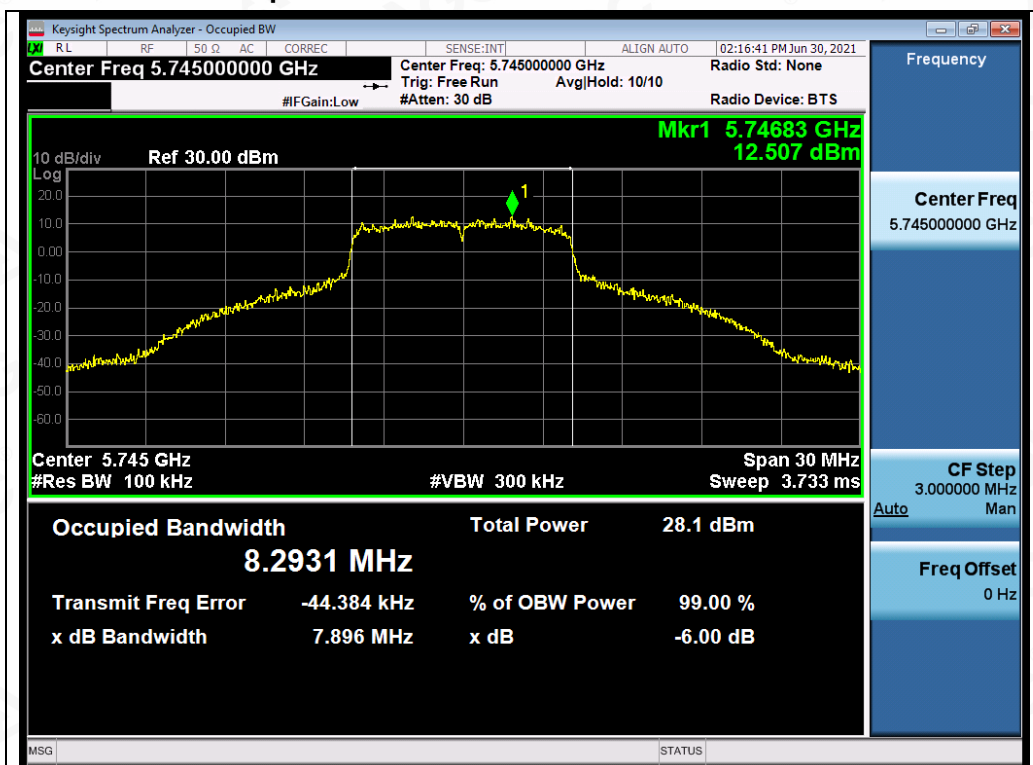 Keysight Spectrum Analyzer - Occupied BW
LXI RL RF 50 Ω AC CORREC SENSE:INT ALIGN AUTO 02:16:41 PM Jun 30, 2021
Center Freq 5.745000000 GHz Center Freq: 5.745000000 GHz Radio Std: None
Trig: Free Run Avg|Hold: 10/10
#IFGain:Low #Atten: 30 dB Radio Device: BTS
Mkr1 5.74683 GHz
10 dB/div Ref 30.00 dBm 12.507 dBm
Log
20.0
1
10.0
0.00
-10.0
-20.0
-30.0
-40.0
-50.0
-60.0
Center 5.745 GHz Span 30 MHz
#Res BW 100 kHz #VBW 300 kHz Sweep 3.733 ms
Occupied Bandwidth Total Power 28.1 dBm
8.2931 MHz
Transmit Freq Error -44.384 kHz % of OBW Power 99.00 %
x dB Bandwidth 7.896 MHz x dB -6.00 dB
Frequency
Center Freq
5.745000000 GHz
CF Step
3.000000 MHz
Auto Man
Freq Offset
0 Hz
MSG STATUS